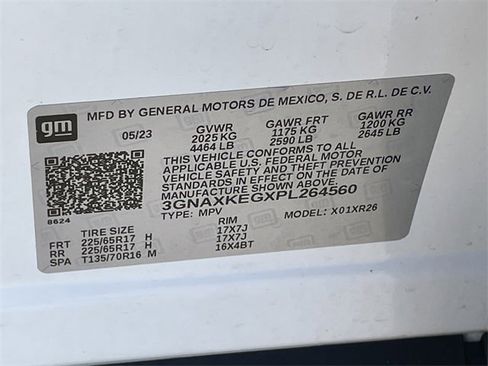 gm
MFD BY GENERAL MOTORS DE MEXICO, S. DE R.L. DE C.V.
05/23 GVWR GAWR FRT GAWR RR
2025 KG 1175 KG 1200 KG
4464 LB 2590 LB 2645 LB
THIS VEHICLE CONFORMS TO ALL
APPLICABLE U.S. FEDERAL MOTOR
VEHICLE SAFETY AND THEFT PREVENTION
STANDARDS IN EFFECT ON THE DATE OF
MANUFACTURE SHOWN ABOVE.
3GNAXKEGXPL264560
8624 TYPE: MPV MODEL: X01XR26
TIRE SIZE RIM
FRT 225/65R17 H 17X7J
RR 225/65R17 H 17X7J
SPA T135/70R16 M 16X4BT